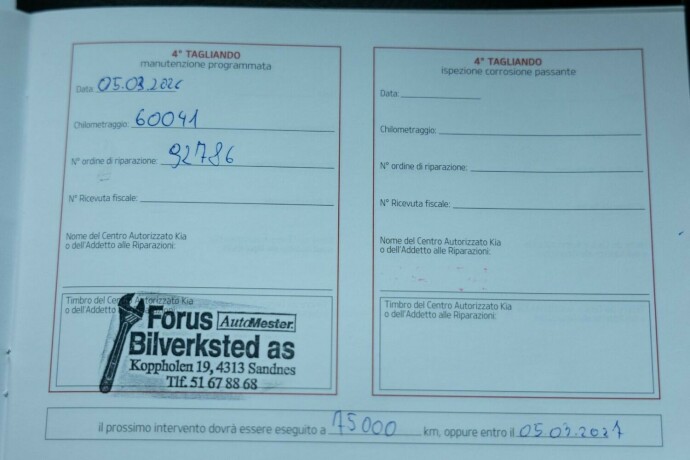 4° TAGLIANDO
manutenzione programmata
Data: 05.03.2026
Chilometraggio: 60041
N° ordine di riparazione: 92786
N° Ricevuta fiscale:
Nome del Centro Autorizzato Kia
o dell'Addetto alle Riparazioni:
Timbro del Centro Autorizzato Kia
o dell'Addetto alle Riparazioni:
Forus AutoMester.
Bilverksted as
Koppholen 19, 4313 Sandnes
Tlf. 51 67 88 68
4° TAGLIANDO
ispezione corrosione passante
Data:
Chilometraggio:
N° ordine di riparazione:
N° Ricevuta fiscale:
Nome del Centro Autorizzato Kia
o dell'Addetto alle Riparazioni:
Timbro del Centro Autorizzato Kia
o dell'Addetto alle Riparazioni:
il prossimo intervento dovrà essere eseguito a 75000 km, oppure entro il 05.03.2027